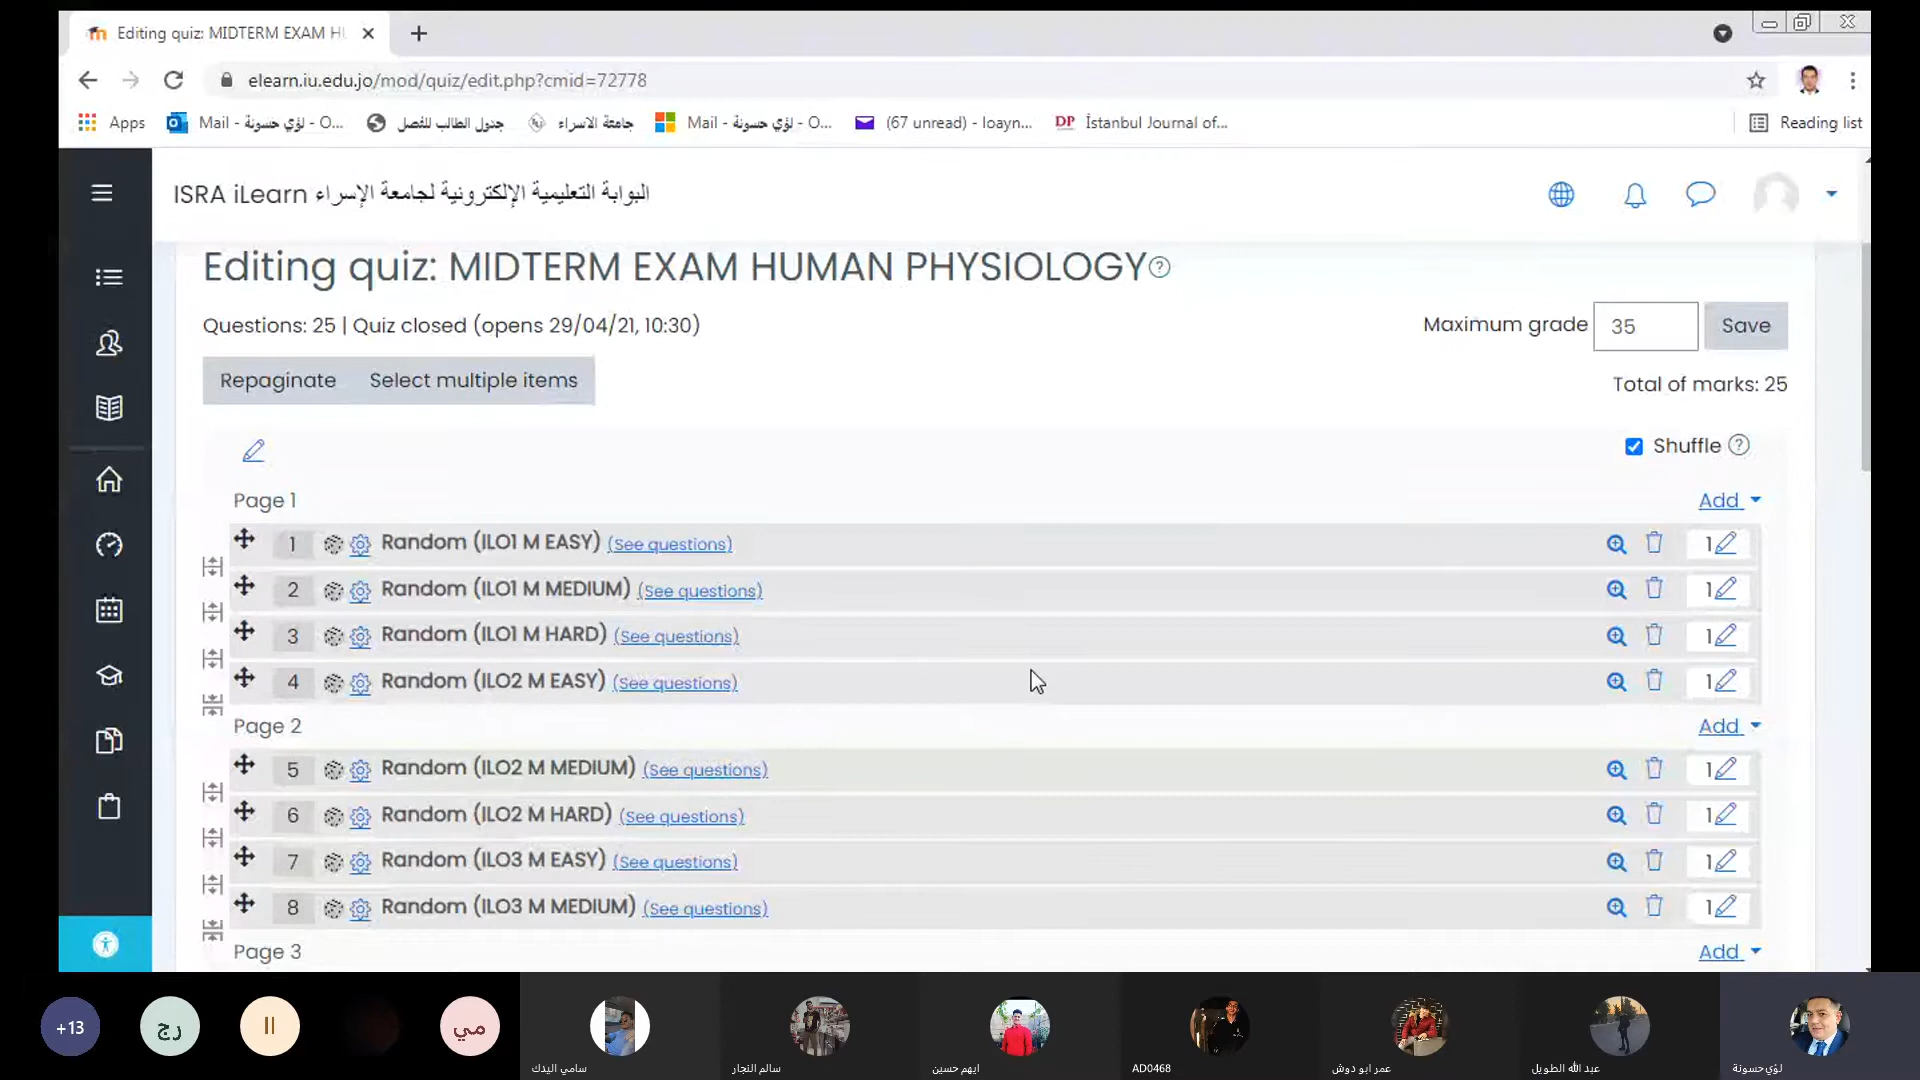 Editing quiz: MIDTERM EXAM HU
elearn.iu.edu.jo/mod/quiz/edit.php?cmid=72778
Apps
Mail - لؤي حسونة - O...
جدول الطالب للفصل
جامعة الاسراء
Mail - لؤي حسونة - O...
(67 unread) - loayn...
DP İstanbul Journal of...
Reading list
ISRA iLearn البوابة التعليمية الإلكترونية لجامعة الإسراء
Editing quiz: MIDTERM EXAM HUMAN PHYSIOLOGY
Questions: 25 | Quiz closed (opens 29/04/21, 10:30)
Maximum grade 35 Save
Repaginate Select multiple items
Total of marks: 25
Shuffle
Page 1 Add
1 Random (ILO1 M EASY) (See questions) 1
2 Random (ILO1 M MEDIUM) (See questions) 1
3 Random (ILO1 M HARD) (See questions) 1
4 Random (ILO2 M EASY) (See questions) 1
Page 2 Add
5 Random (ILO2 M MEDIUM) (See questions) 1
6 Random (ILO2 M HARD) (See questions) 1
7 Random (ILO3 M EASY) (See questions) 1
8 Random (ILO3 M MEDIUM) (See questions) 1
Page 3 Add
+13
رج
اا
مي
سامي البدك
سالم النجار
ايهم حسين
AD0468
عمر ابو دوش
عبد الله الطويل
لؤي حسونة